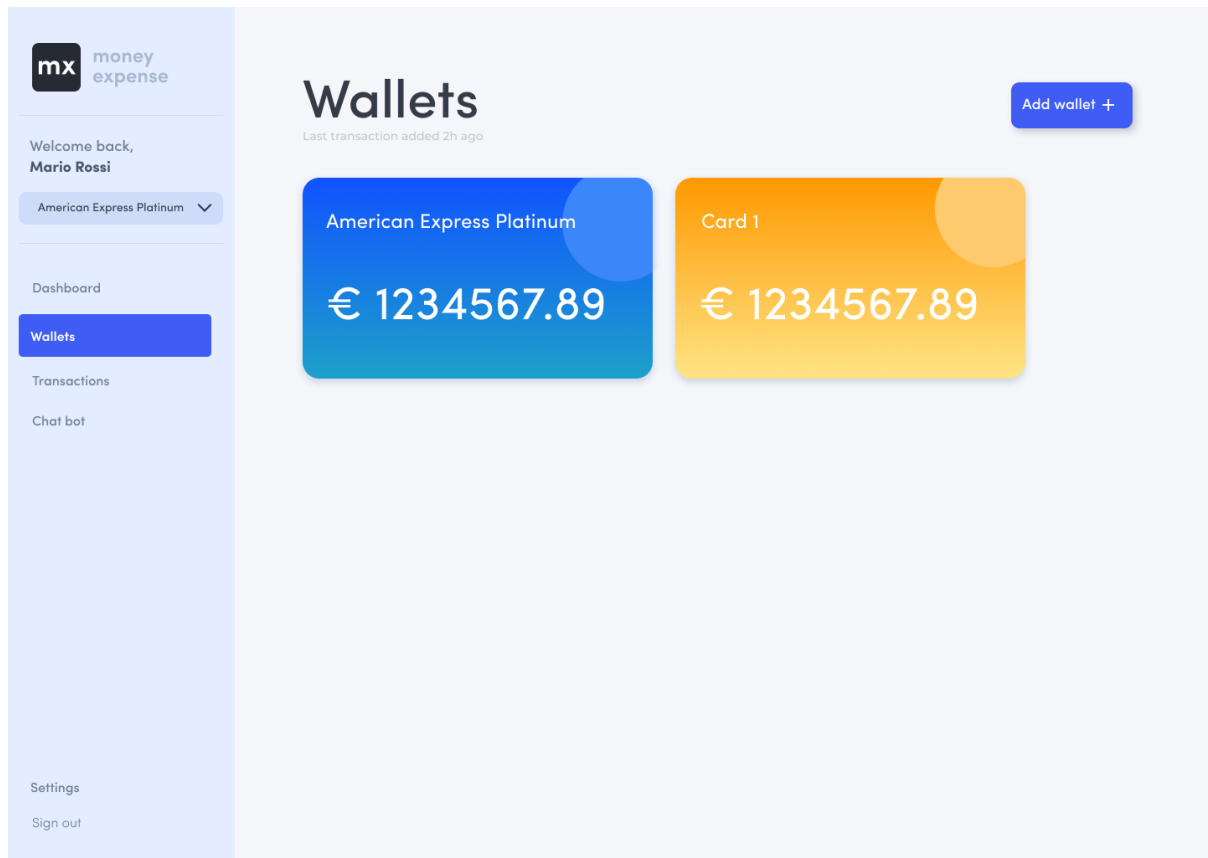 mx
money
expense
Welcome back,
Mario Rossi
American Express Platinum
Dashboard
Wallets
Transactions
Chat bot
Settings
Sign out
Wallets
Last transaction added 2h ago
Add wallet +
American Express Platinum
€ 1234567.89
Card 1
€ 1234567.89